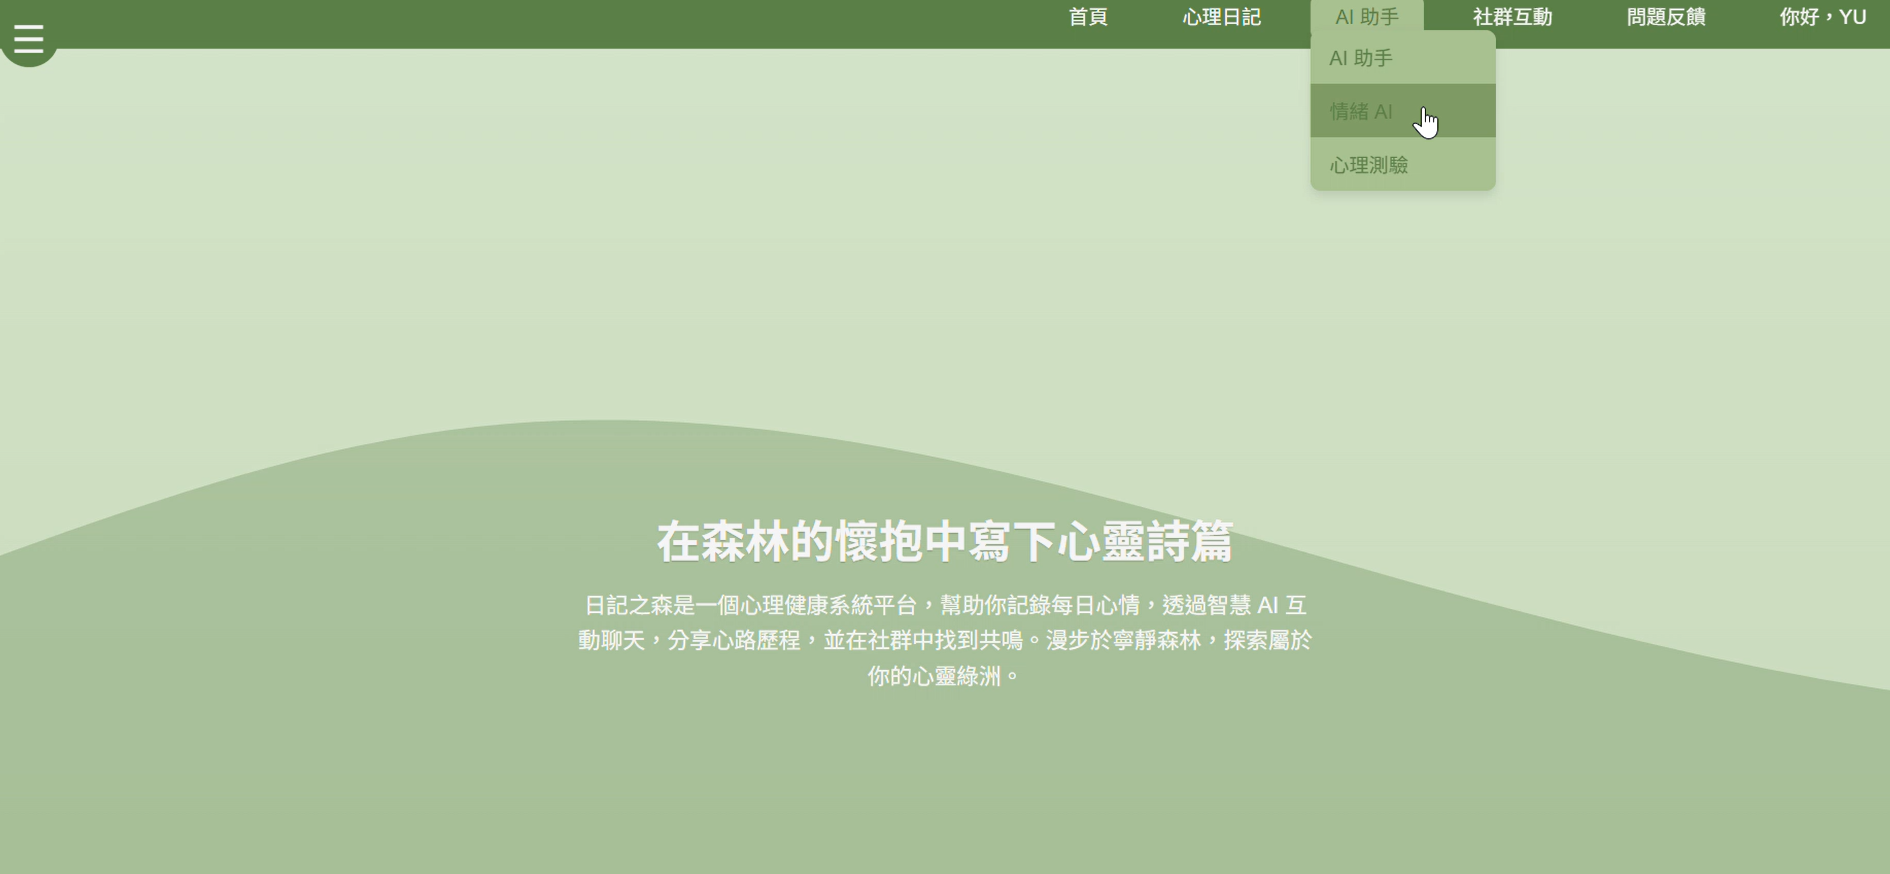 首頁
心理日記
AI 助手
社群互動
問題反饋
你好，YU
AI 助手
情緒 AI
心理測驗
在森林的懷抱中寫下心靈詩篇
日記之森是一個心理健康系統平台，幫助你記錄每日心情，透過智慧 AI 互
動聊天，分享心路歷程，並在社群中找到共鳴。漫步於寧靜森林，探索屬於
你的心靈綠洲。